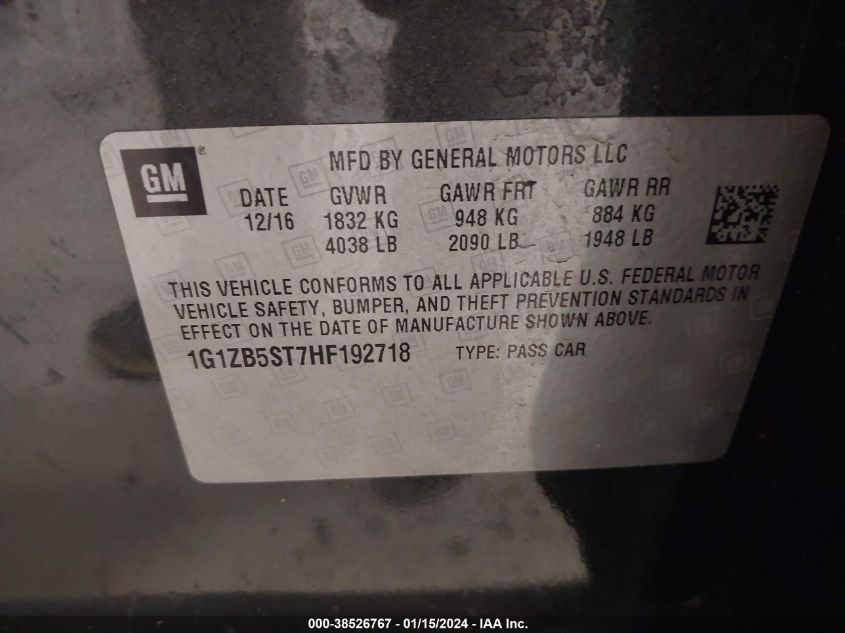 GM ®
MFD BY GENERAL MOTORS LLC
DATE GVWR GAWR FRT GAWR RR
12/16 1832 KG 948 KG 884 KG
4038 LB 2090 LB 1948 LB
THIS VEHICLE CONFORMS TO ALL APPLICABLE U.S. FEDERAL MOTOR
VEHICLE SAFETY, BUMPER, AND THEFT PREVENTION STANDARDS IN
EFFECT ON THE DATE OF MANUFACTURE SHOWN ABOVE.
1G1ZB5ST7HF192718 TYPE: PASS CAR
000-38526767 - 01/15/2024 - IAA Inc.